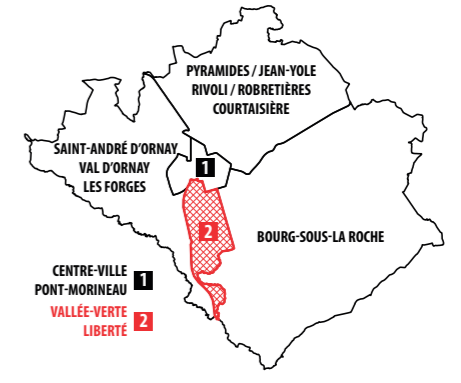 PYRAMIDES / JEAN-YOLE
RIVOLI / ROBRETIÈRES
COURTAISIÈRE
SAINT-ANDRÉ D'ORNAY
VAL D'ORNAY
LES FORGES
1
2
BOURG-SOUS-LA ROCHE
CENTRE-VILLE
PONT-MORINEAU
1
VALLÉE-VERTE
LIBERTÉ
2